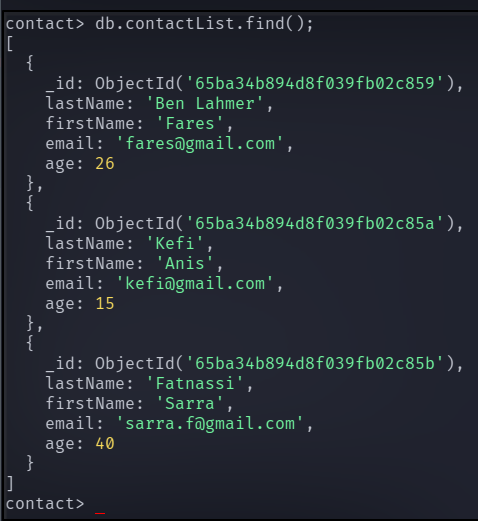 contact> db.contactList.find();
[
  {
    _id: ObjectId('65ba34b894d8f039fb02c859'),
    lastName: 'Ben Lahmer',
    firstName: 'Fares',
    email: 'fares@gmail.com',
    age: 26
  },
  {
    _id: ObjectId('65ba34b894d8f039fb02c85a'),
    lastName: 'Kefi',
    firstName: 'Anis',
    email: 'kefi@gmail.com',
    age: 15
  },
  {
    _id: ObjectId('65ba34b894d8f039fb02c85b'),
    lastName: 'Fatnassi',
    firstName: 'Sarra',
    email: 'sarra.f@gmail.com',
    age: 40
  }
]
contact> _